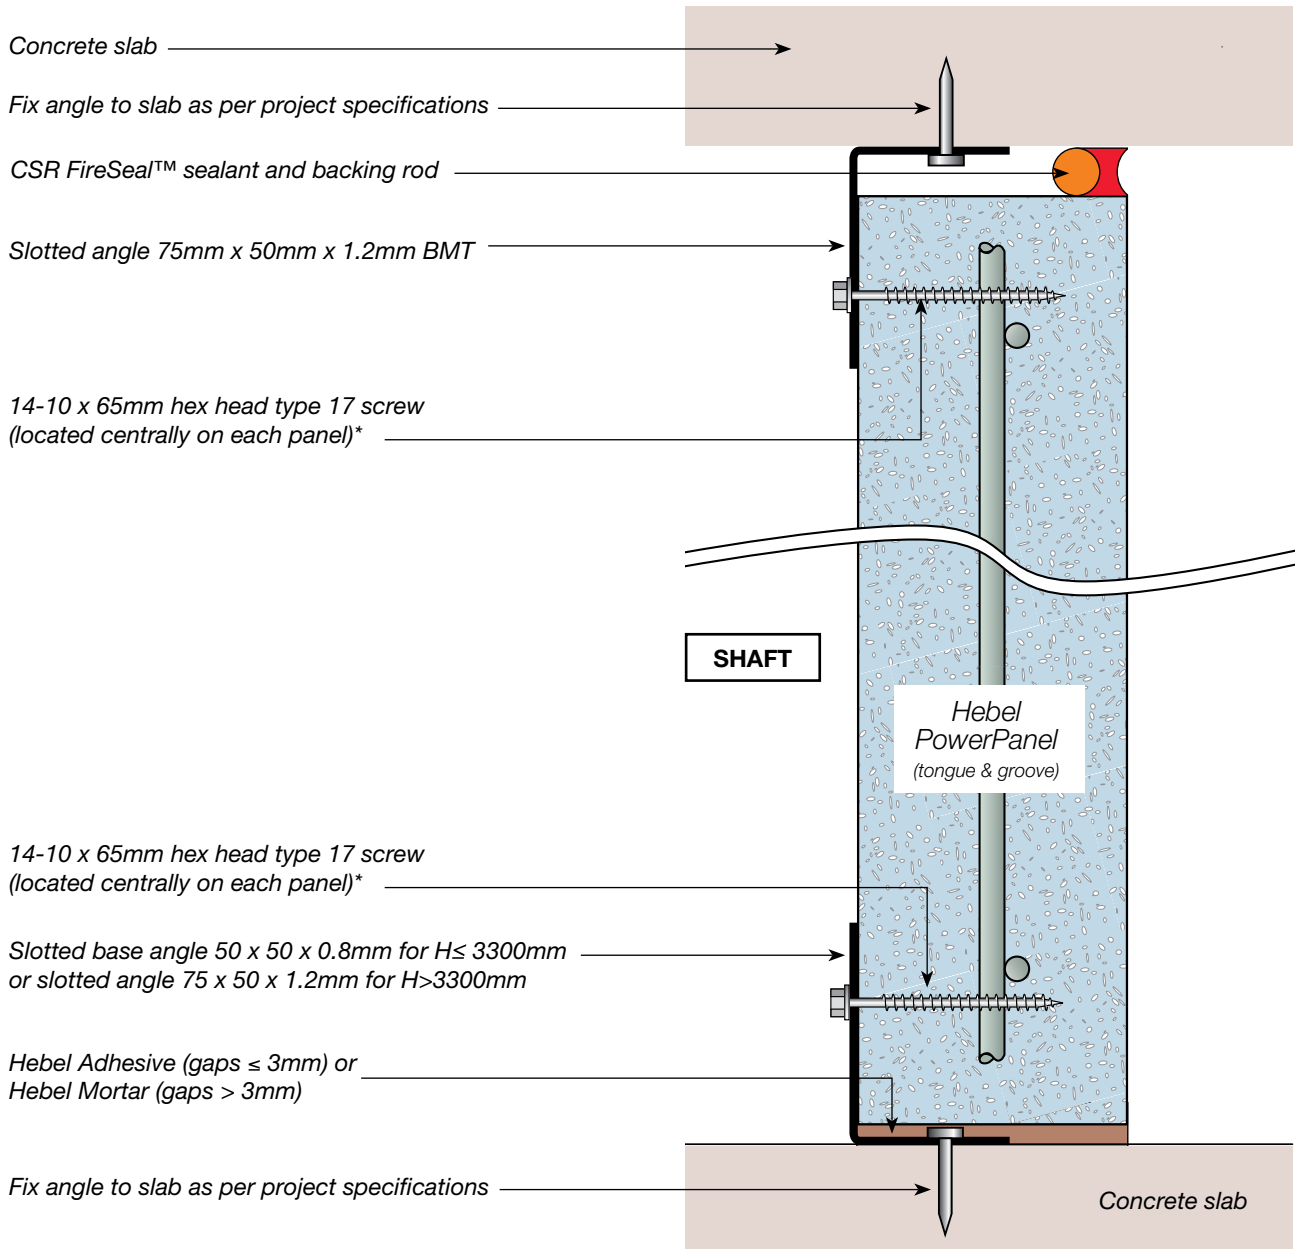 Concrete slab
Fix angle to slab as per project specifications
CSR FireSeal™ sealant and backing rod
Slotted angle 75mm x 50mm x 1.2mm BMT
14-10 x 65mm hex head type 17 screw
(located centrally on each panel)*
SHAFT
Hebel
PowerPanel
(tongue & groove)
14-10 x 65mm hex head type 17 screw
(located centrally on each panel)*
Slotted base angle 50 x 50 x 0.8mm for H≤ 3300mm
or slotted angle 75 x 50 x 1.2mm for H>3300mm
Hebel Adhesive (gaps ≤ 3mm) or
Hebel Mortar (gaps > 3mm)
Fix angle to slab as per project specifications
Concrete slab